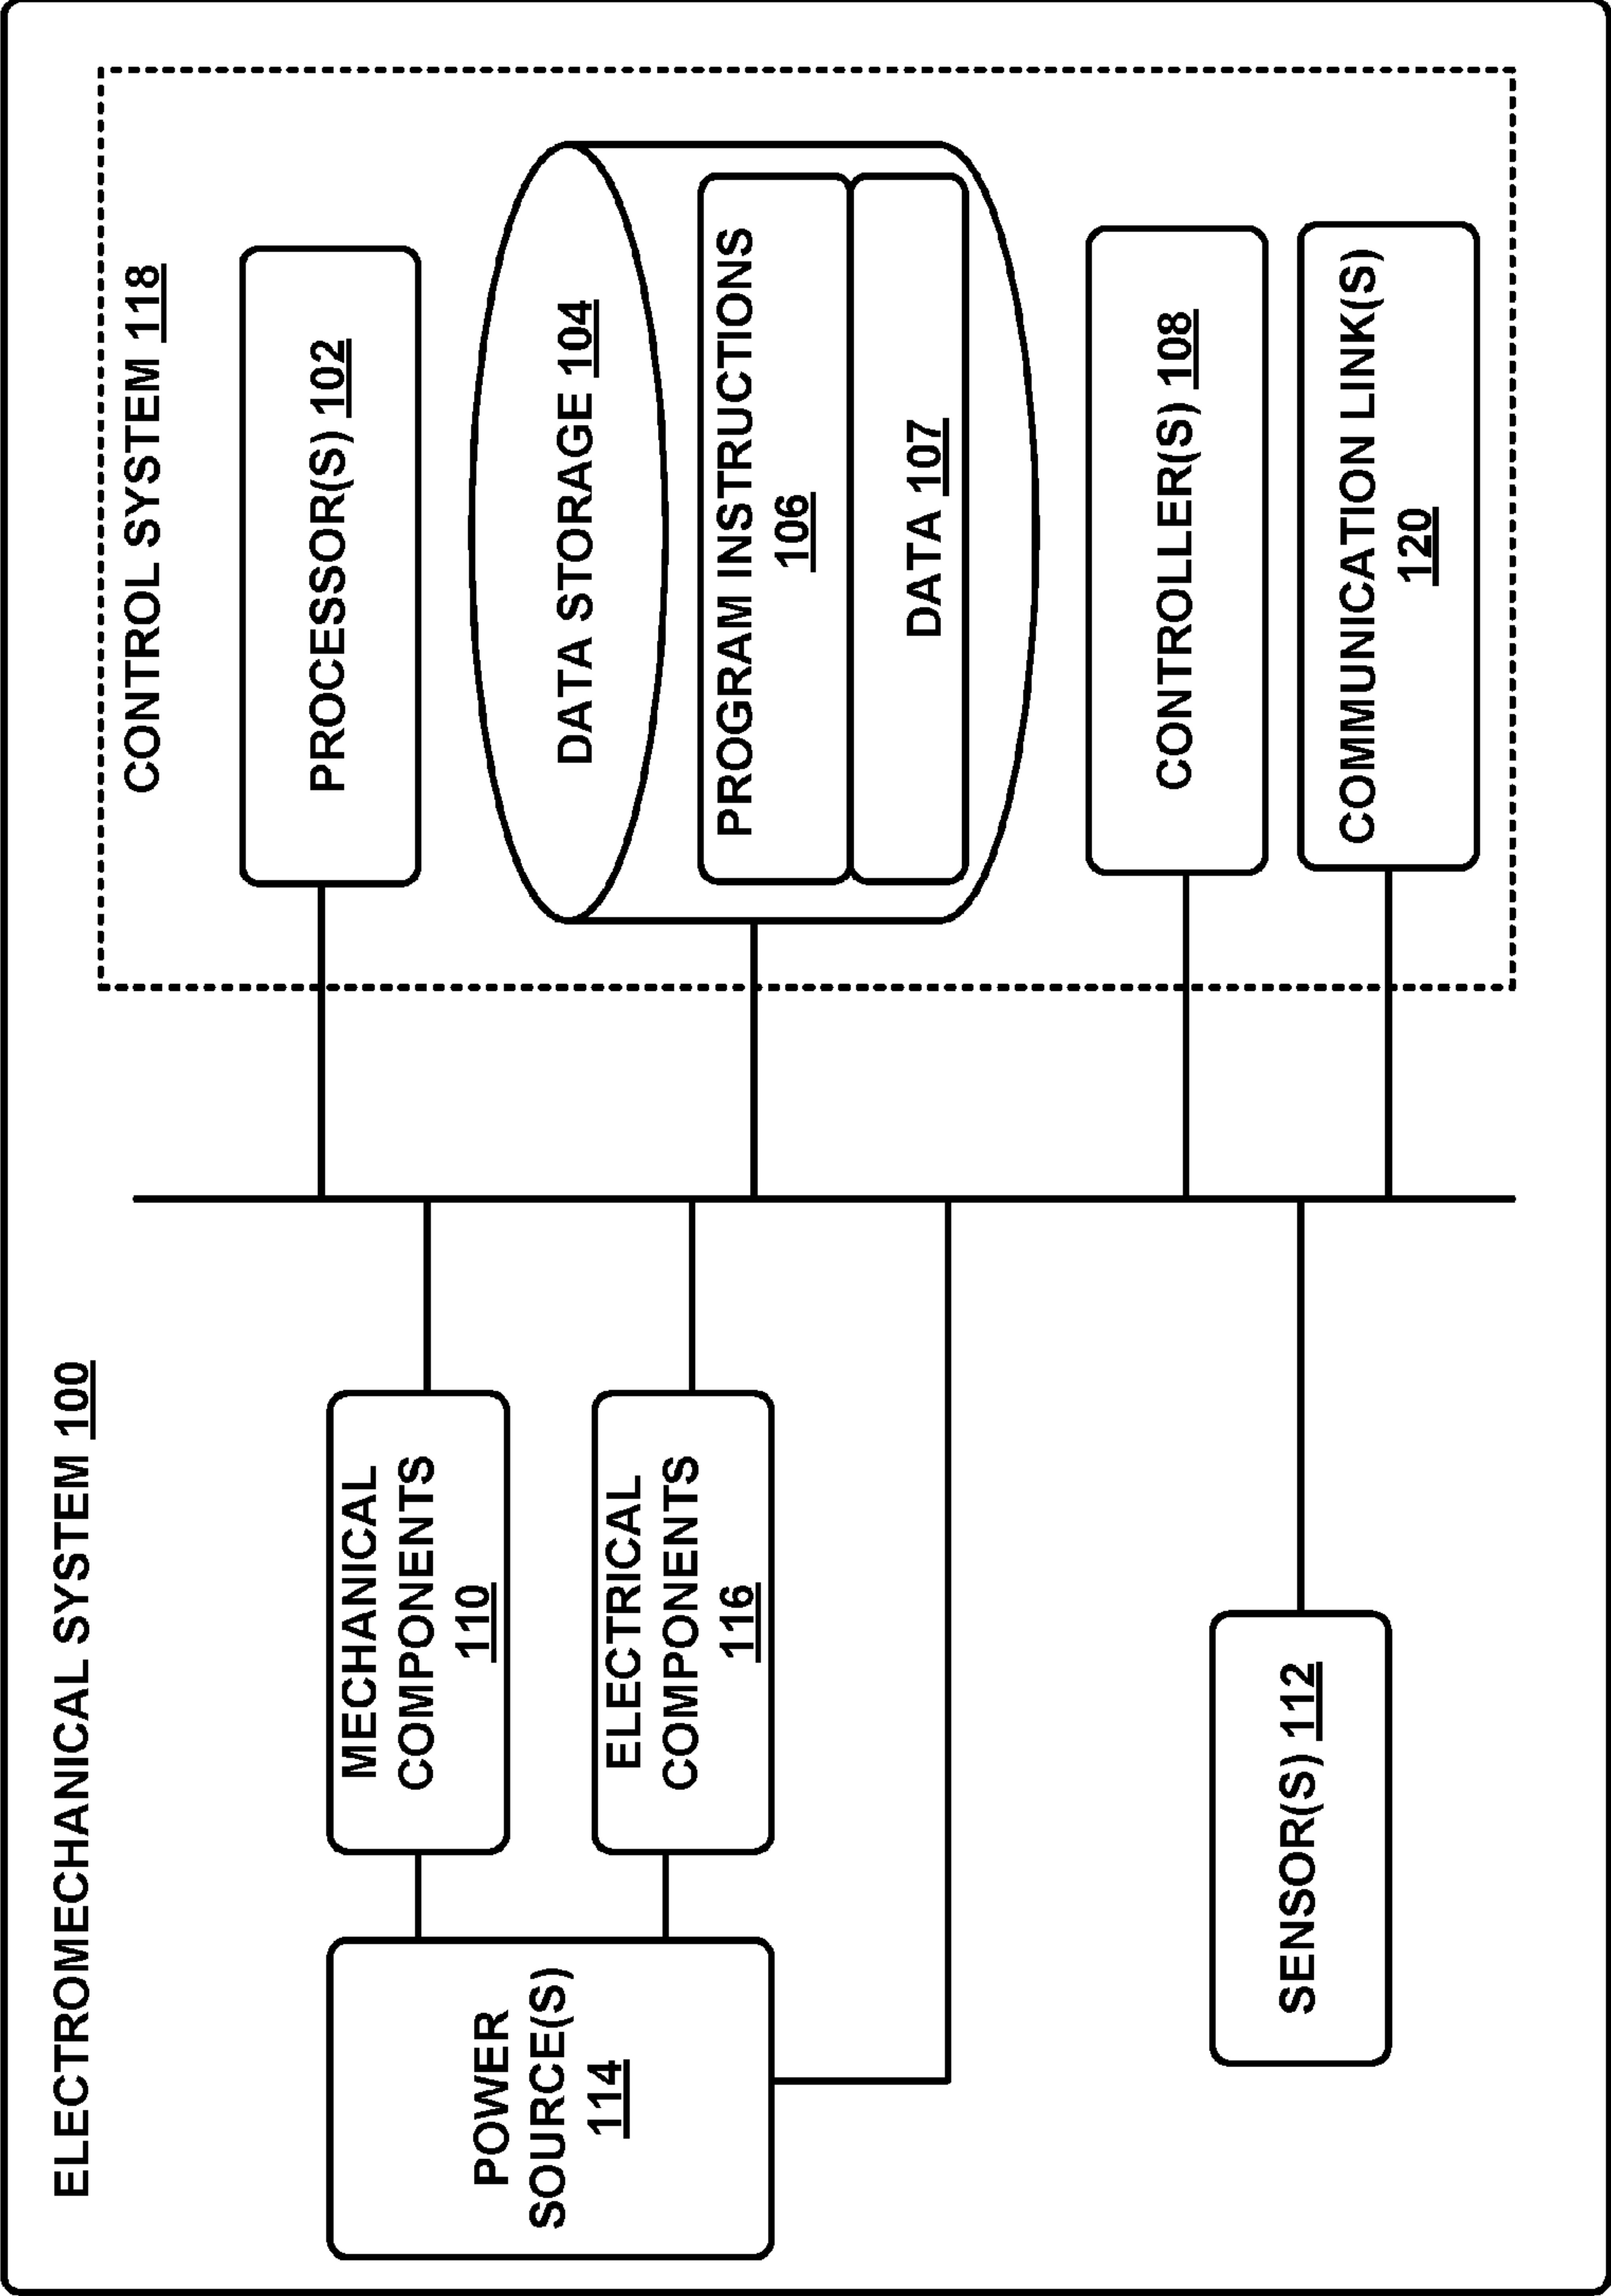 ELECTROMECHANICAL SYSTEM 100
POWER
SOURCE(S)
114
MECHANICAL
COMPONENTS
110
ELECTRICAL
COMPONENTS
116
SENSOR(S) 112
CONTROL SYSTEM 118
PROCESSOR(S) 102
DATA STORAGE 104
PROGRAM INSTRUCTIONS
106
DATA 107
CONTROLLER(S) 108
COMMUNICATION LINK(S)
120